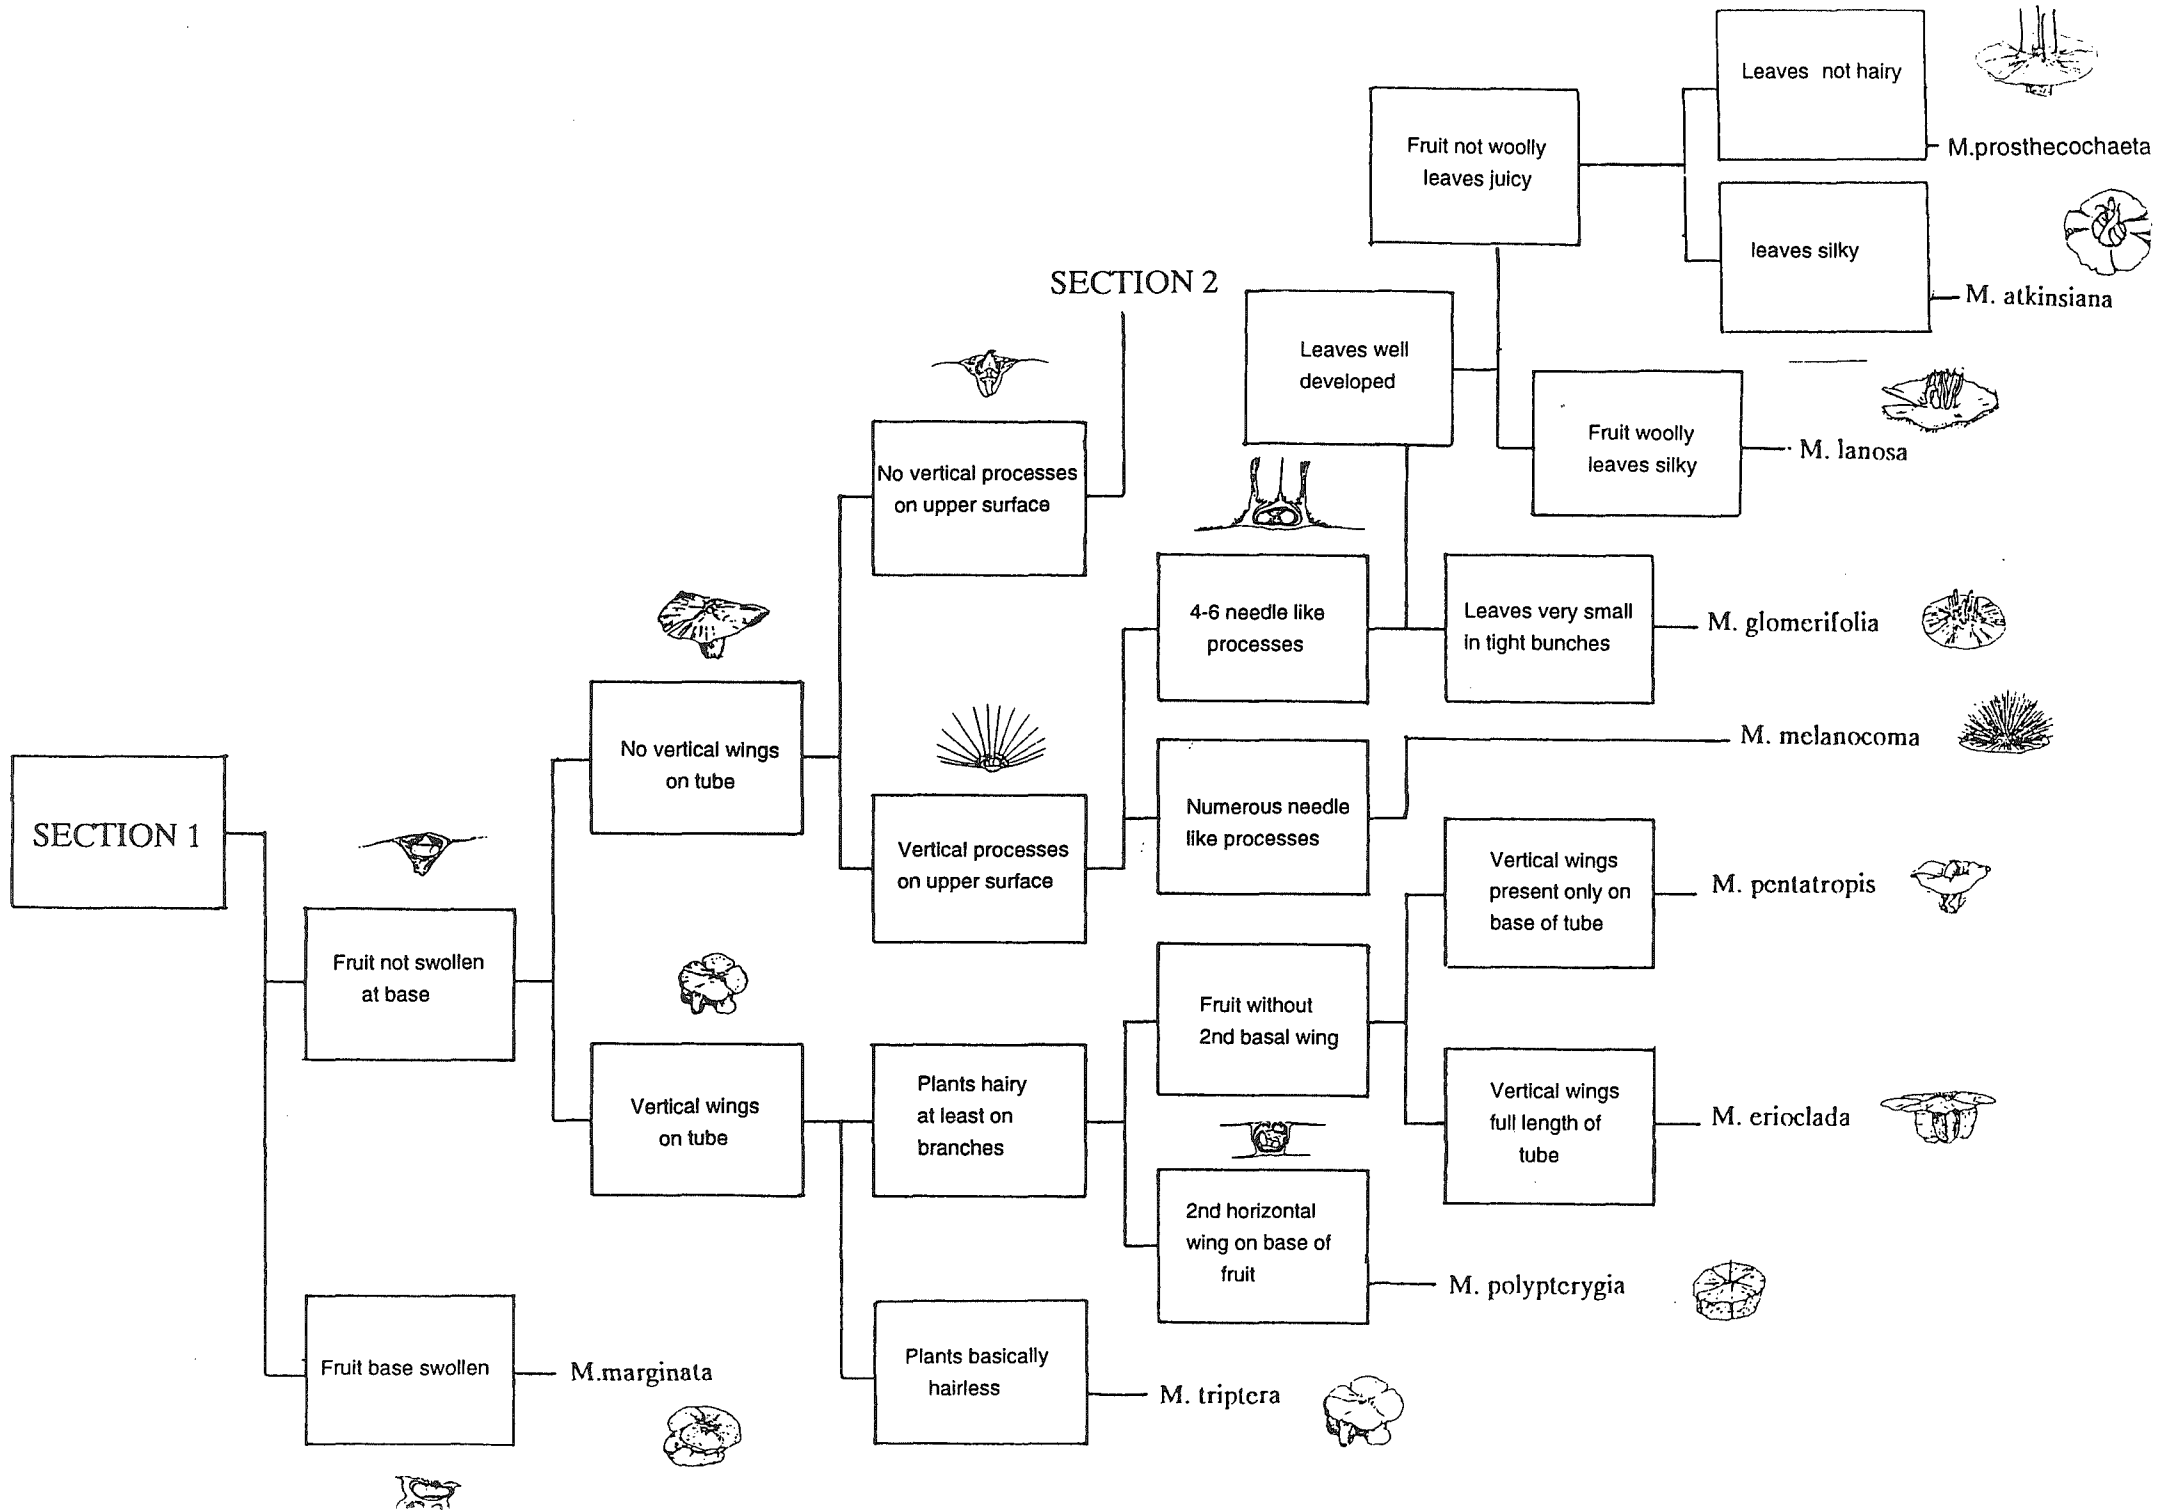 SECTION 1
Fruit not swollen
at base
Fruit base swollen
M.marginata
No vertical wings
on tube
Vertical wings
on tube
No vertical processes
on upper surface
SECTION 2
Vertical processes
on upper surface
Plants hairy
at least on
branches
Plants basically
hairless
M. triptera
4-6 needle like
processes
Numerous needle
like processes
M. melanocoma
Fruit without
2nd basal wing
2nd horizontal
wing on base of
fruit
M. polypterygia
Leaves well
developed
Leaves very small
in tight bunches
M. glomerifolia
Vertical wings
present only on
base of tube
M. pentatropis
Vertical wings
full length of
tube
M. erioclada
Fruit not woolly
leaves juicy
Fruit woolly
leaves silky
M. lanosa
Leaves not hairy
M.prosthecochaeta
leaves silky
M. atkinsiana